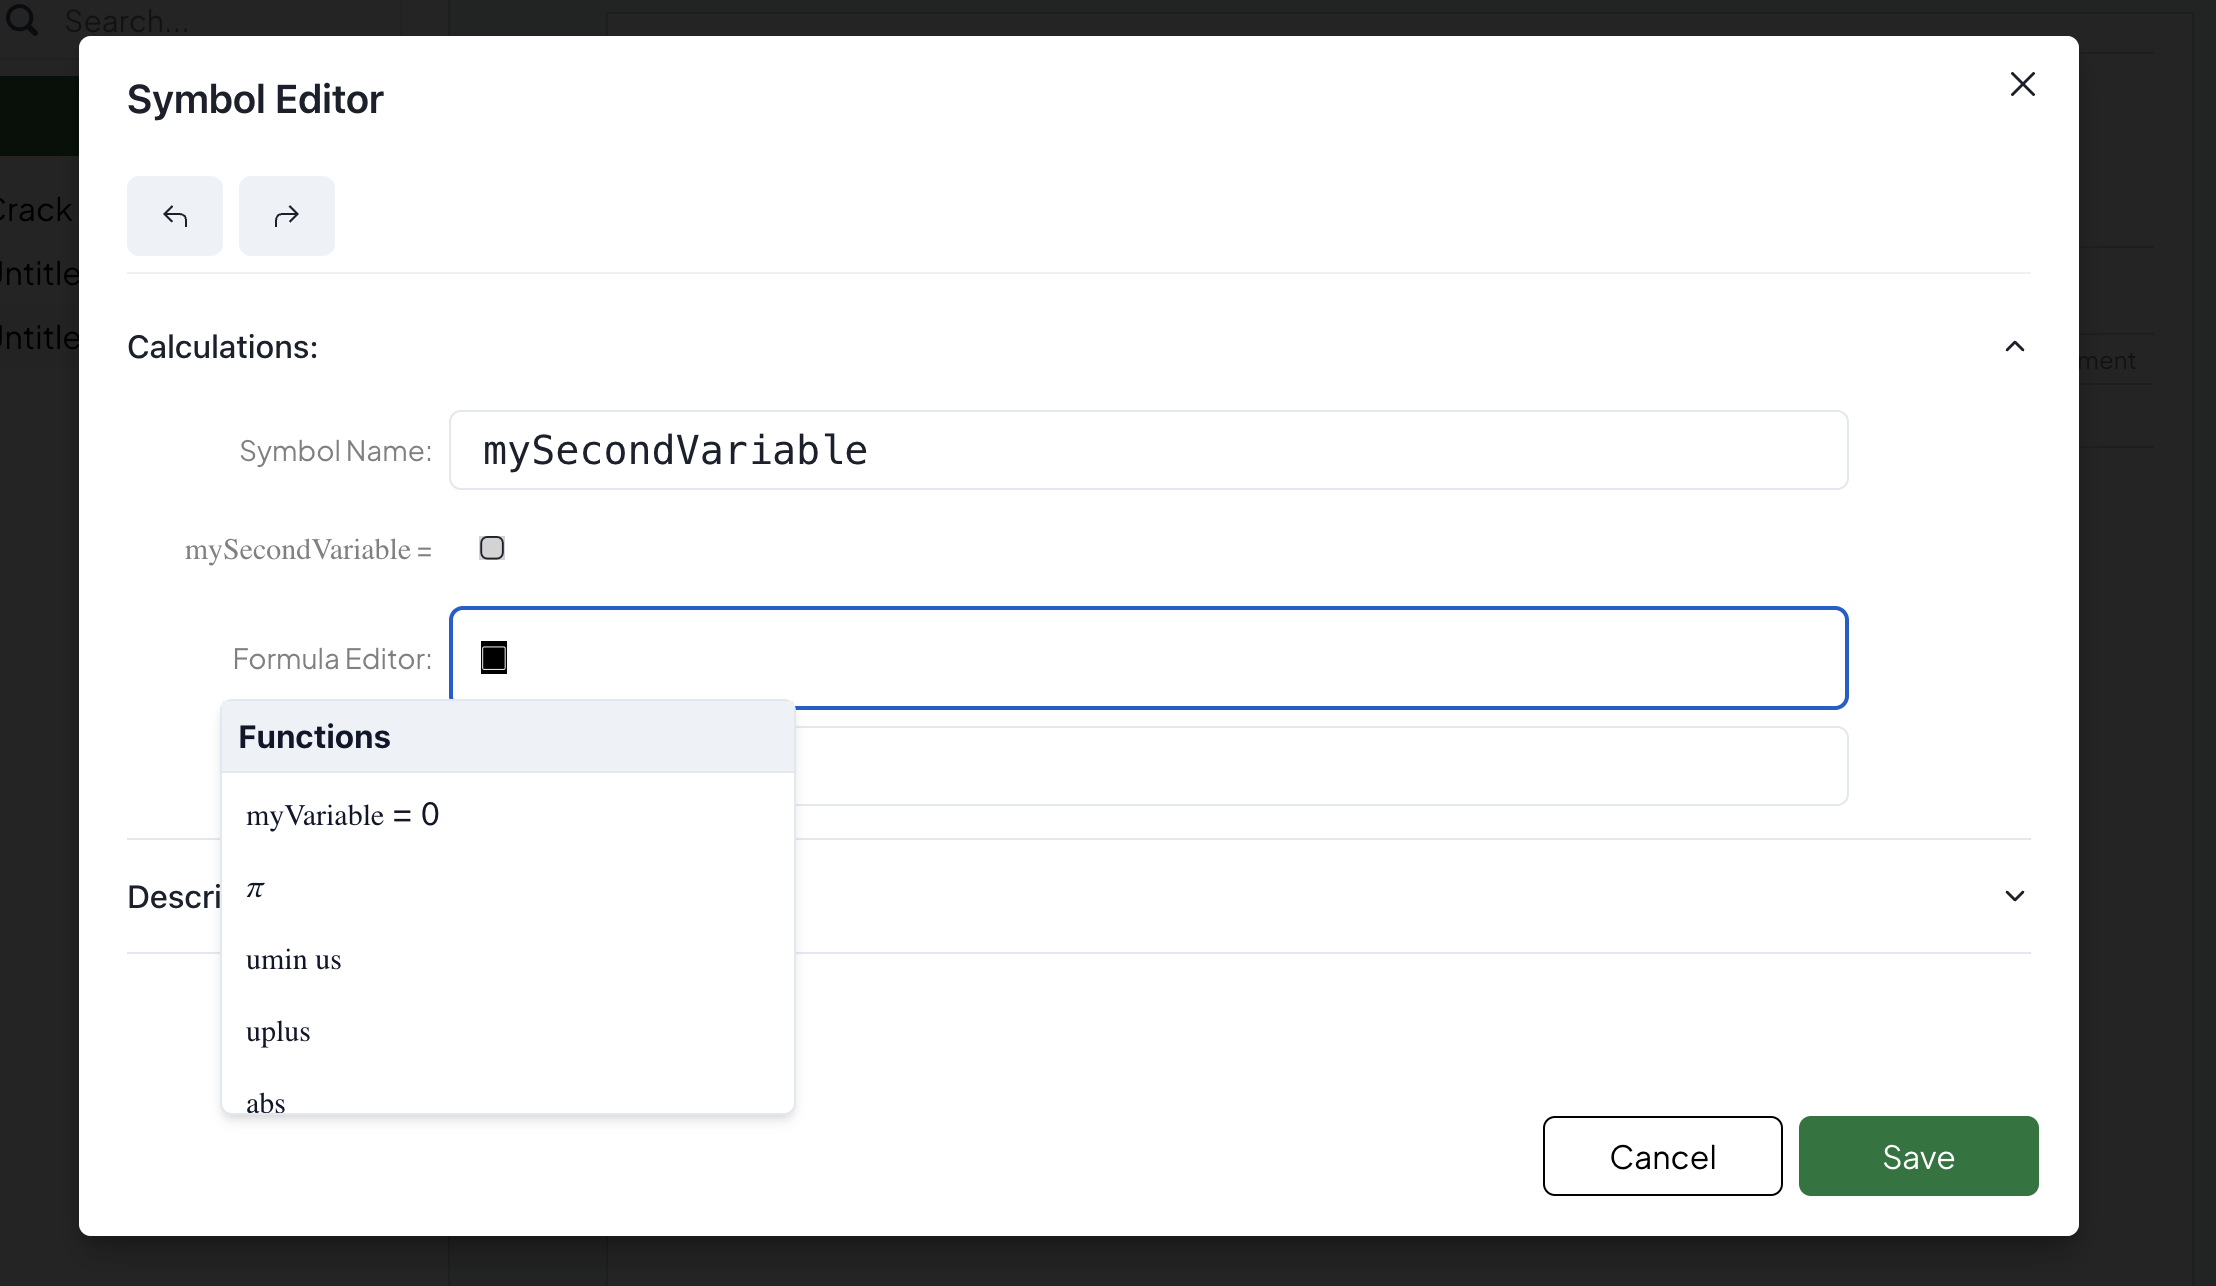 Search...
Symbol Editor
Crack
Untitle
Untitle
Calculations:
ment
Symbol Name: mySecondVariable
mySecondVariable =
Formula Editor:
Functions
myVariable = 0
π
umin us
uplus
abs
Descri
Cancel
Save